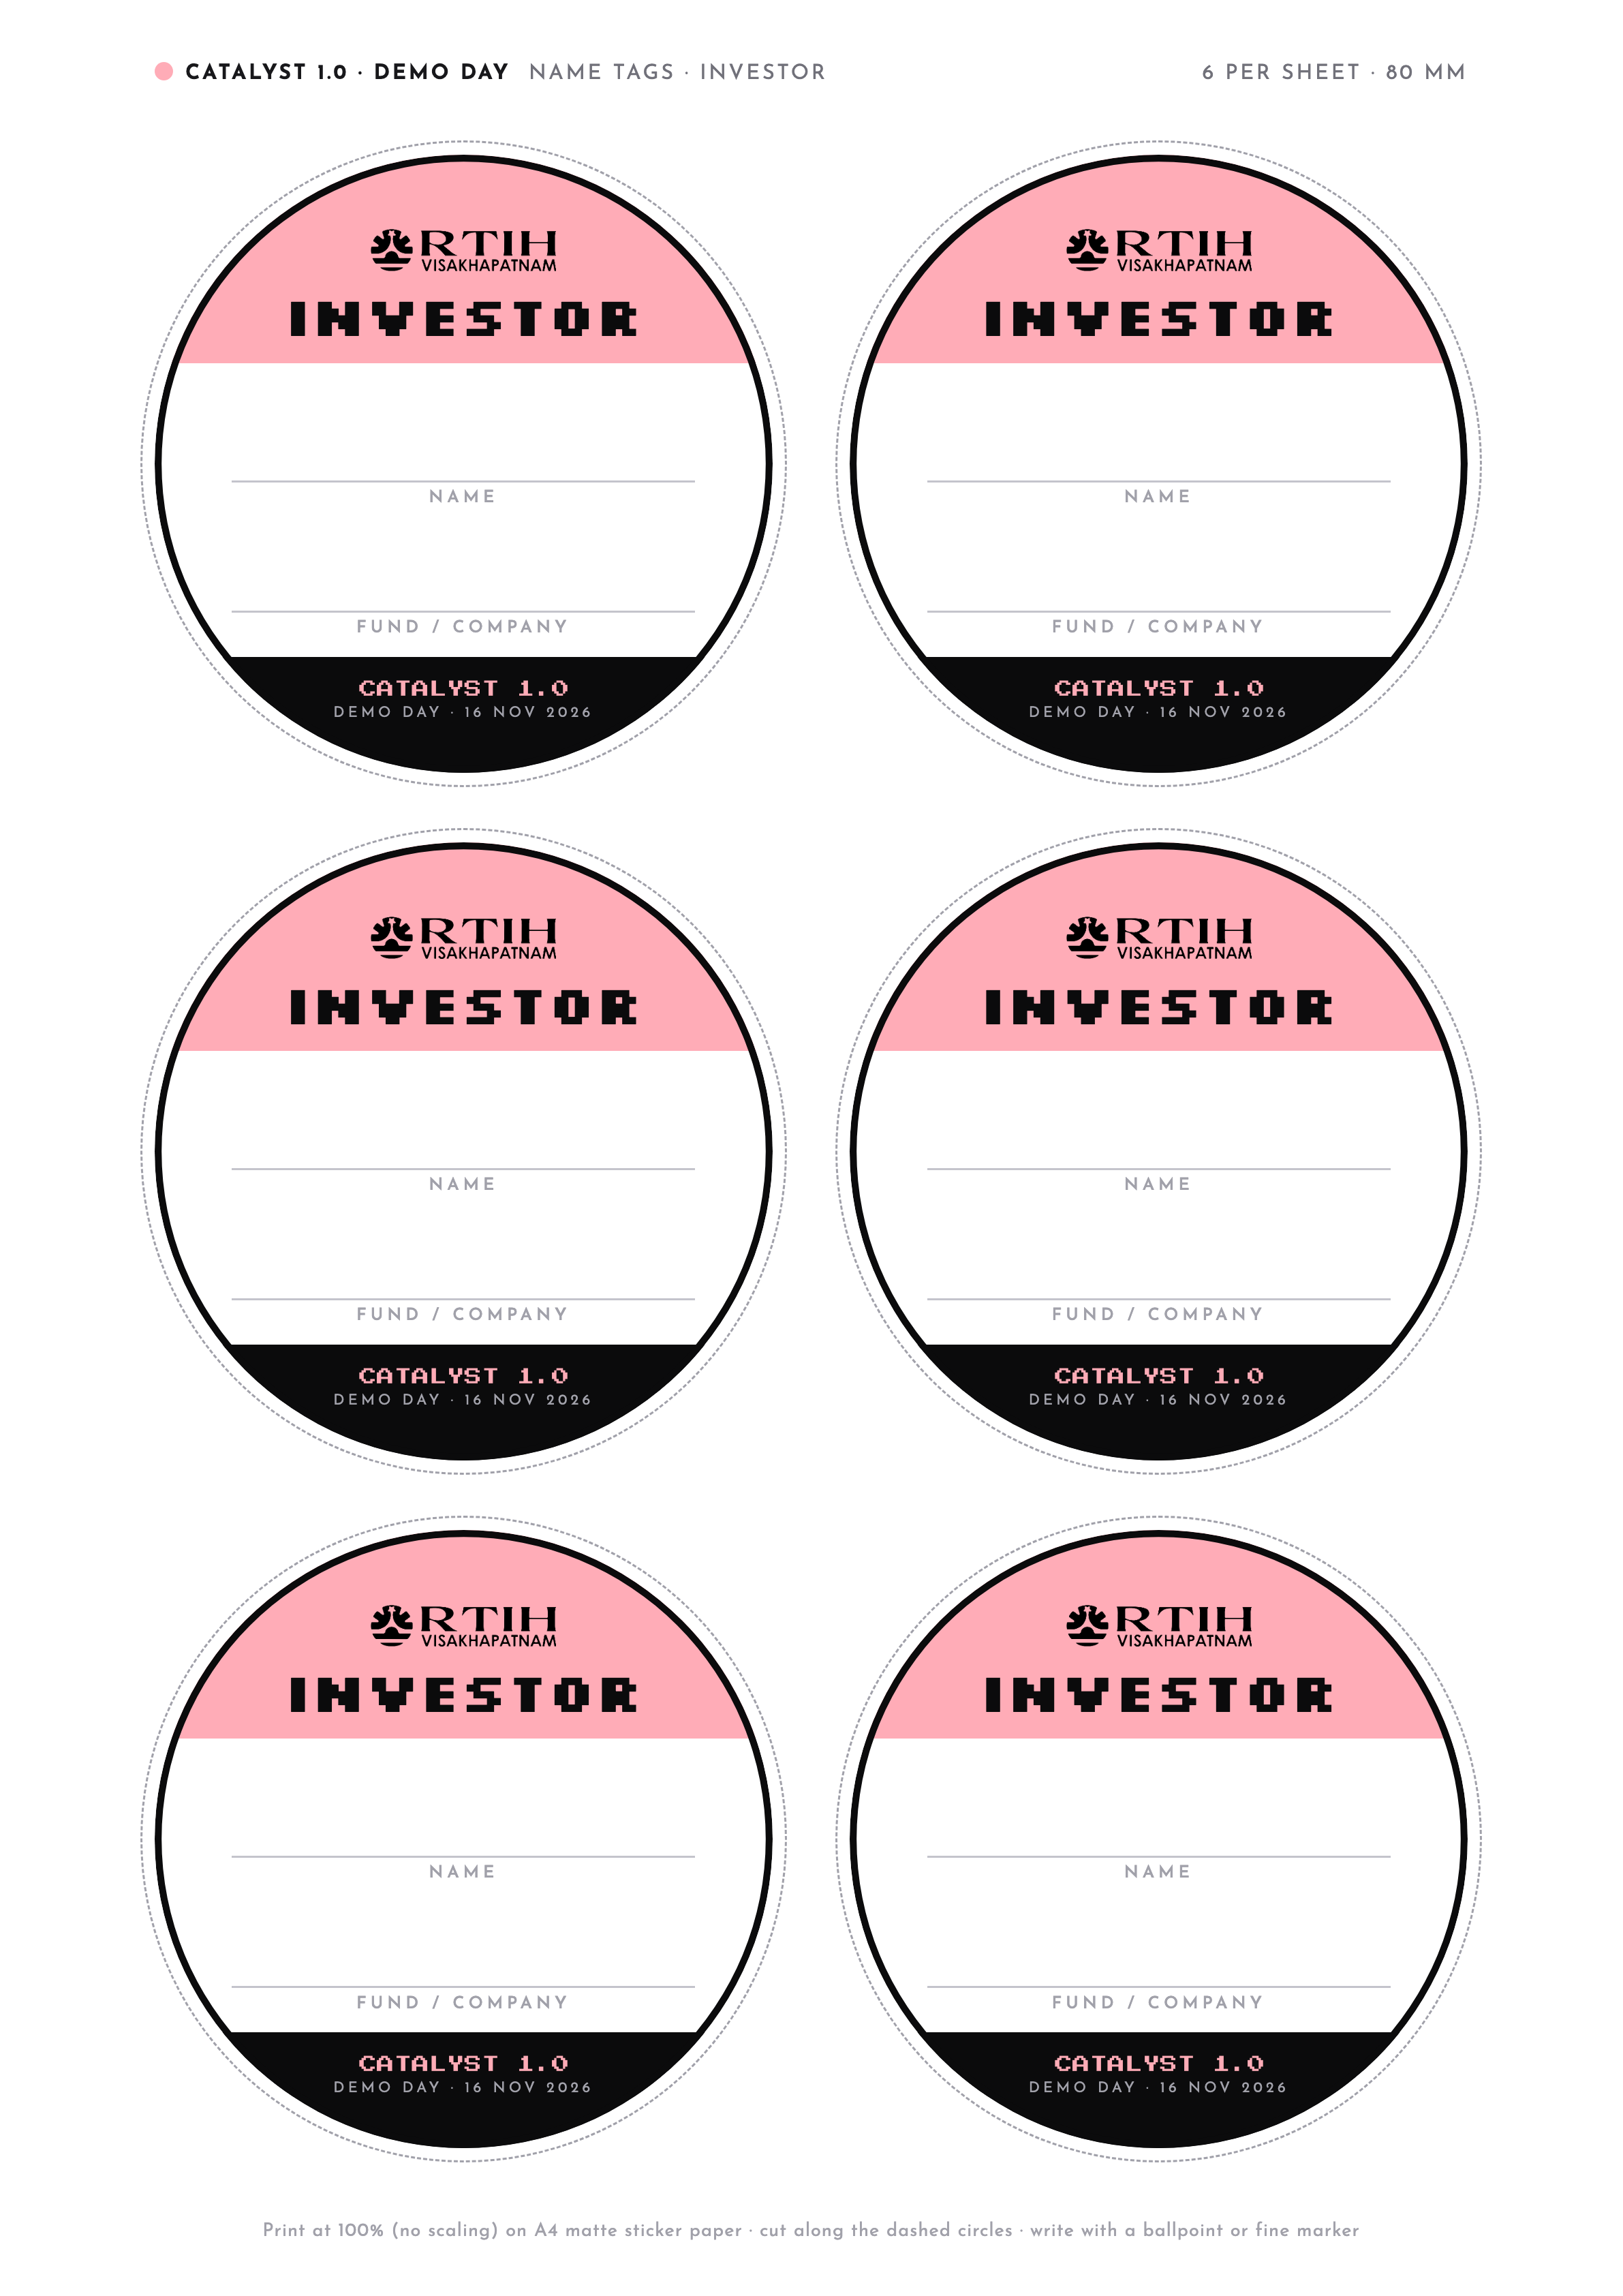 CATALYST 1.0 · DEMO DAY NAME TAGS · INVESTOR 6 PER SHEET · 80 MM
RTIH
VISAKHAPATNAM
INVESTOR
NAME
FUND / COMPANY
CATALYST 1.0
DEMO DAY · 16 NOV 2026
RTIH
VISAKHAPATNAM
INVESTOR
NAME
FUND / COMPANY
CATALYST 1.0
DEMO DAY · 16 NOV 2026
RTIH
VISAKHAPATNAM
INVESTOR
NAME
FUND / COMPANY
CATALYST 1.0
DEMO DAY · 16 NOV 2026
RTIH
VISAKHAPATNAM
INVESTOR
NAME
FUND / COMPANY
CATALYST 1.0
DEMO DAY · 16 NOV 2026
RTIH
VISAKHAPATNAM
INVESTOR
NAME
FUND / COMPANY
CATALYST 1.0
DEMO DAY · 16 NOV 2026
RTIH
VISAKHAPATNAM
INVESTOR
NAME
FUND / COMPANY
CATALYST 1.0
DEMO DAY · 16 NOV 2026
Print at 100% (no scaling) on A4 matte sticker paper · cut along the dashed circles · write with a ballpoint or fine marker